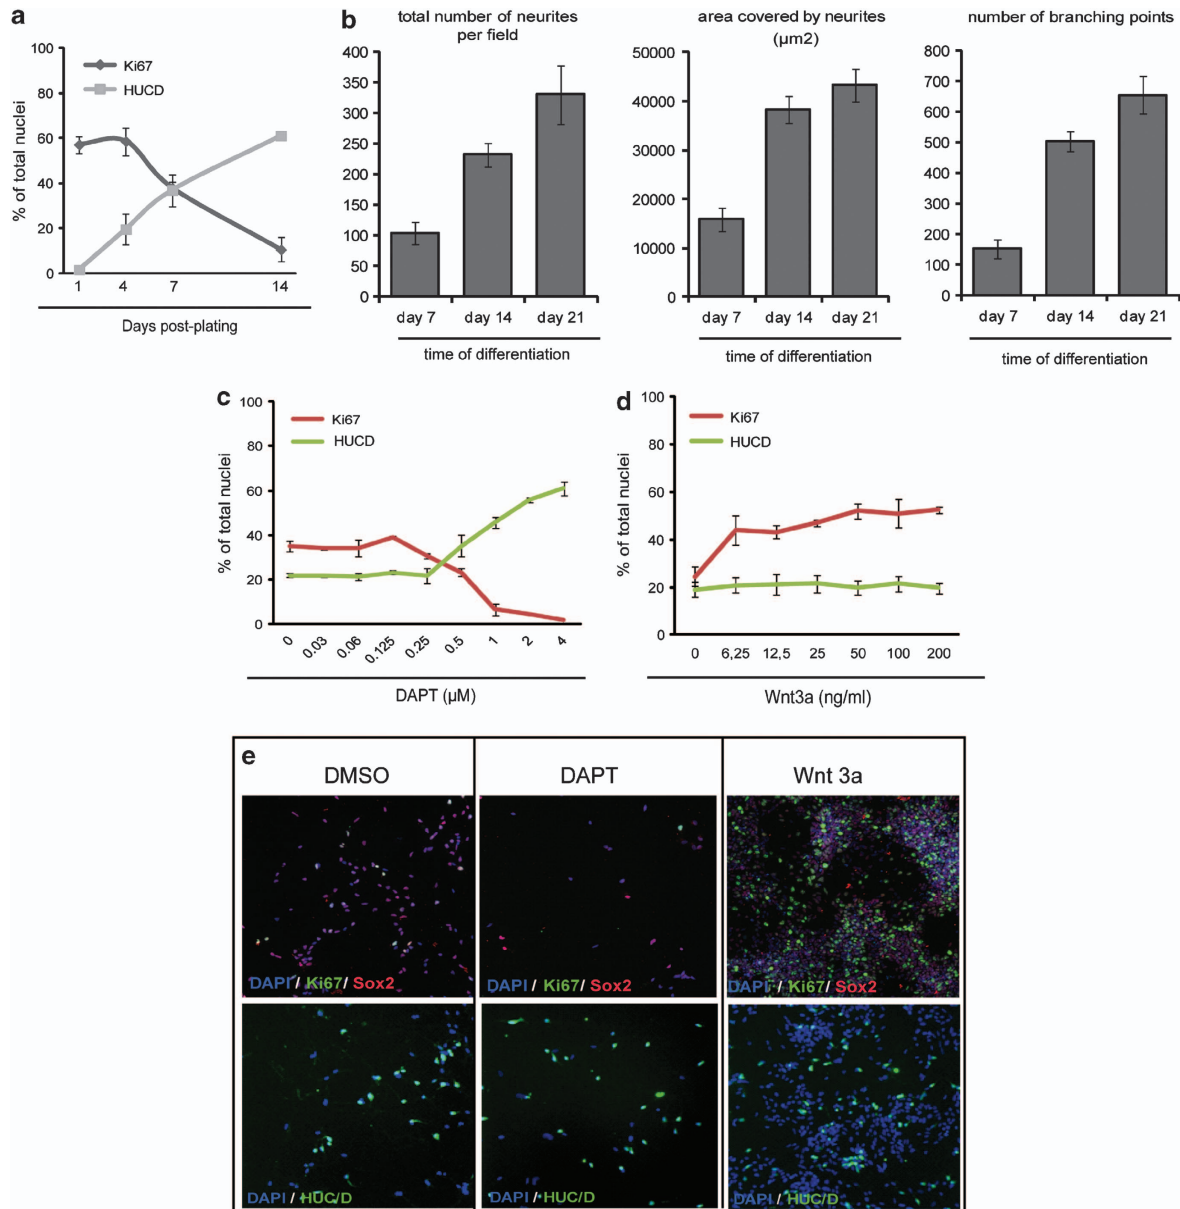 a
100
80
60
40
20
0
% of total nuclei
Ki67
HUCD
1 4 7 14
Days post-plating
b
total number of neurites
per field
400
350
300
250
200
150
100
50
0
day 7 day 14 day 21
time of differentiation
area covered by neurites
(µm2)
50000
40000
30000
20000
10000
0
day 7 day 14 day 21
time of differentiation
number of branching points
800
700
600
500
400
300
200
100
0
day 7 day 14 day 21
time of differentiation
c
100
80
60
40
20
0
% of total nuclei
Ki67
HUCD
0 0.03 0.06 0.125 0.25 0.5 1 2 4
DAPT (µM)
d
100
80
60
40
20
0
% of total nuclei
Ki67
HUCD
0 6,25 12,5 25 50 100 200
Wnt3a (ng/ml)
e
DMSO DAPT Wnt 3a
DAPI / Ki67/ Sox2
DAPI / Ki67/ Sox2
DAPI / Ki67/ Sox2
DAPI / HUC/D
DAPI / HUC/D
DAPI / HUC/D